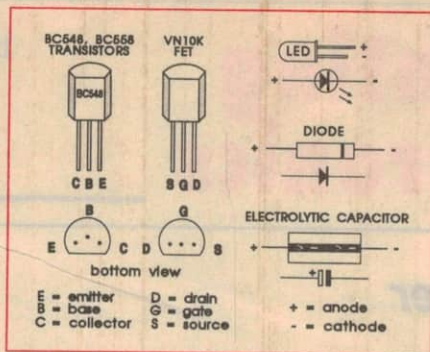 BC548, BC558
TRANSISTORS
BC548
C B E
B
E C
VN10K
FET
S G D
G
D S
bottom view
E = emitter
B = base
C = collector
D = drain
G = gate
S = source
LED
+
-
+ -
DIODE
+ -
ELECTROLYTIC CAPACITOR
+ -
+
+ = anode
- = cathode
er